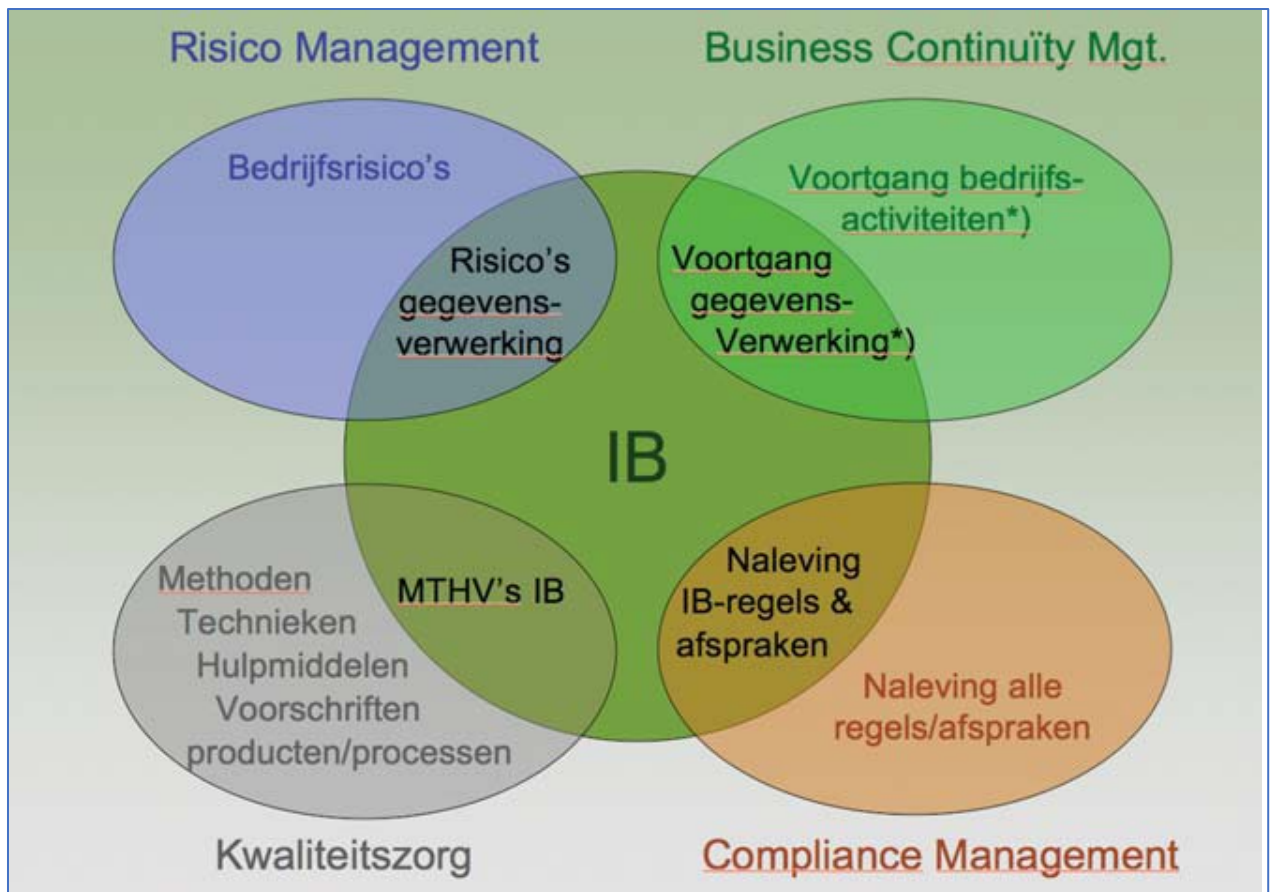 Risico Management
Business Continuïty Mgt.
Bedrijfsrisico's
Voortgang bedrijfs-
activiteiten*)
Risico's
gegevens-
verwerking
Voortgang
gegevens-
Verwerking*)
IB
Methoden
Technieken
Hulpmiddelen
Voorschriften
producten/processen
MTHV's IB
Naleving
IB-regels &
afspraken
Naleving alle
regels/afspraken
Kwaliteitszorg
Compliance Management